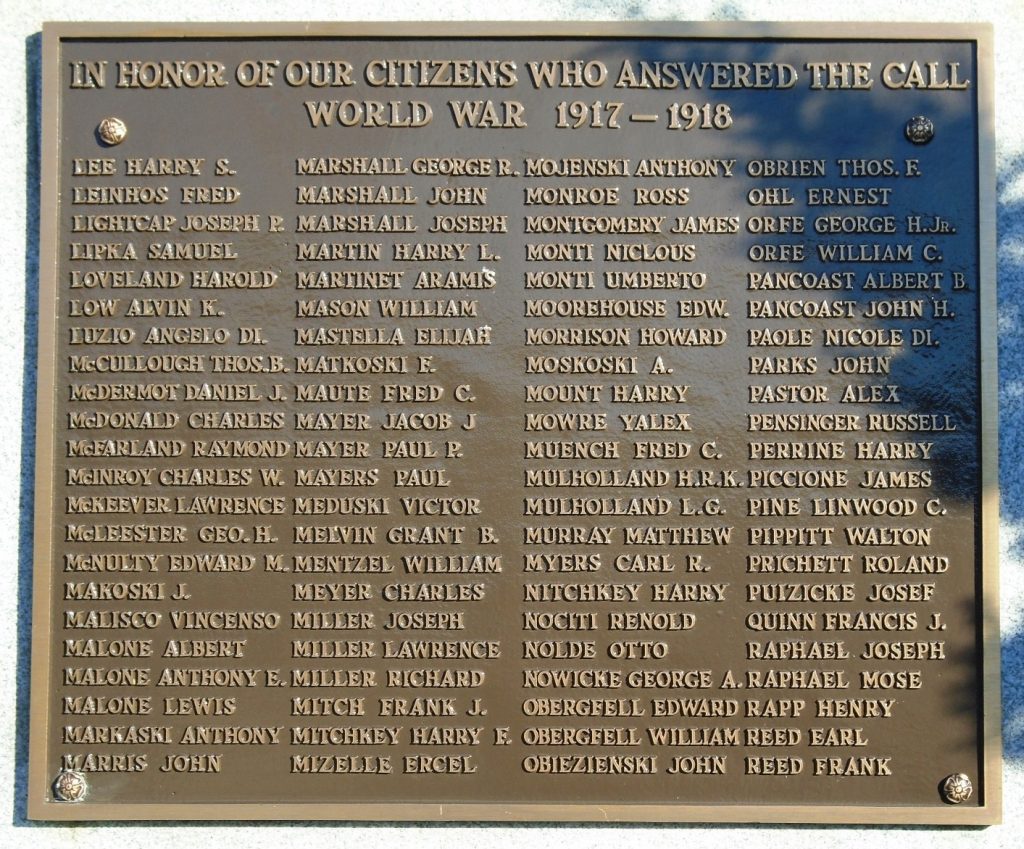 IN HONOR OF OUR CITIZENS WHO ANSWERED THE CALL
WORLD WAR 1917 — 1918
LEE HARRY S.
LEINHOS FRED
LIGHTCAP JOSEPH P.
LIPKA SAMUEL
LOVELAND HAROLD
LOW ALVIN K.
LUZIO ANGELO DI.
McCULLOUGH THOS. B.
McDERMOT DANIEL J.
McDONALD CHARLES
McFARLAND RAYMOND
McINROY CHARLES W.
McKEEVER LAWRENCE
McLEESTER GEO. H.
McNULTY EDWARD M.
MAKOSKI J.
MALISCO VINCENSO
MALONE ALBERT
MALONE ANTHONY E.
MALONE LEWIS
MARKASKI ANTHONY
MARRIS JOHN
MARSHALL GEORGE R.
MARSHALL JOHN
MARSHALL JOSEPH
MARTIN HARRY L.
MARTINET ARAMIS
MASON WILLIAM
MASTELLA ELIJAH
MATKOSKI F.
MAUTE FRED C.
MAYER JACOB J
MAYER PAUL P.
MAYERS PAUL
MEDUSKI VICTOR
MELVIN GRANT B.
MENTZEL WILLIAM
MEYER CHARLES
MILLER JOSEPH
MILLER LAWRENCE
MILLER RICHARD
MITCH FRANK J.
MITCHKEY HARRY F.
MIZELLE ERCEL
MOJENSKI ANTHONY
MONROE ROSS
MONTGOMERY JAMES
MONTI NICLOUS
MONTI UMBERTO
MOOREHOUSE EDW.
MORRISON HOWARD
MOSKOSKI A.
MOUNT HARRY
MOWRE YALEX
MUENCH FRED C.
MULHOLLAND H.R.K.
MULHOLLAND L.G.
MURRAY MATTHEW
MYERS CARL R.
NITCHKEY HARRY
NOCITI RENOLD
NOLDE OTTO
NOWICKE GEORGE A.
OBERGFELL EDWARD
OBERGFELL WILLIAM
OBIEZIENSKI JOHN
OBRIEN THOS. F.
OHL ERNEST
ORFE GEORGE H. Jr.
ORFE WILLIAM C.
PANCOAST ALBERT B
PANCOAST JOHN H.
PAOLE NICOLE DI.
PARKS JOHN
PASTOR ALEX
PENSINGER RUSSELL
PERRINE HARRY
PICCIONE JAMES
PINE LINWOOD C.
PIPPITT WALTON
PRICHETT ROLAND
PUIZICKE JOSEF
QUINN FRANCIS J.
RAPHAEL JOSEPH
RAPHAEL MOSE
RAPP HENRY
REED EARL
REED FRANK